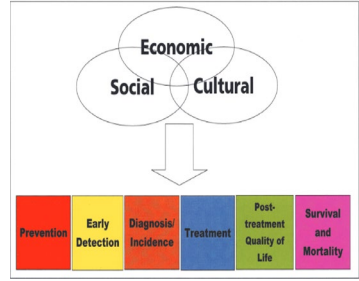 Economic
Social
Cultural
Prevention
Early
Detection
Diagnosis/
Incidence
Treatment
Post-
treatment
Quality of
Life
Survival
and
Mortality